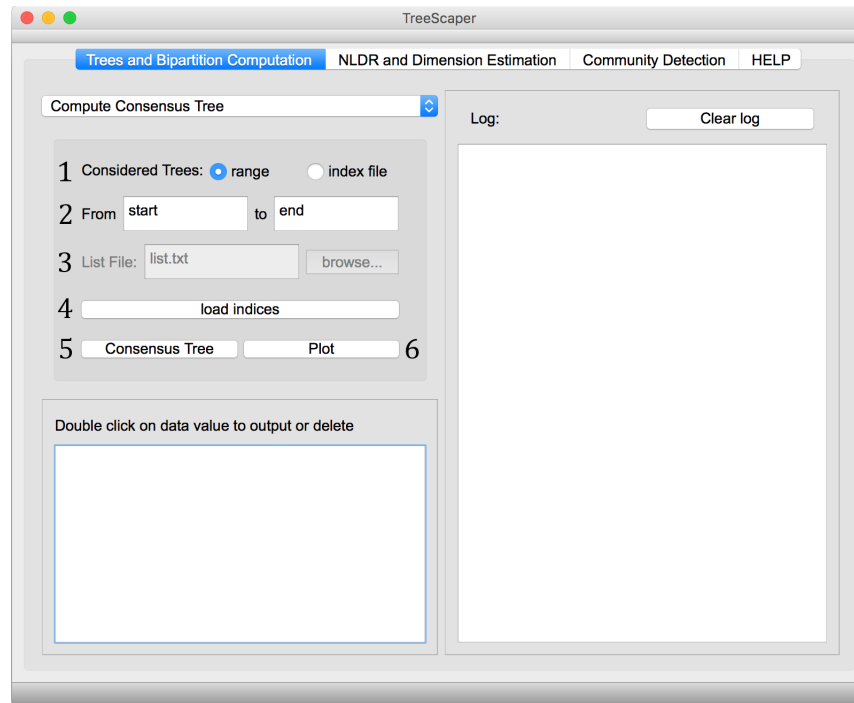 TreeScaper
Trees and Bipartition Computation NLDR and Dimension Estimation Community Detection HELP
Compute Consensus Tree
1 Considered Trees: range index file
2 From start to end
3 List File: list.txt browse...
4 load indices
5 Consensus Tree Plot 6
Double click on data value to output or delete
Log: Clear log